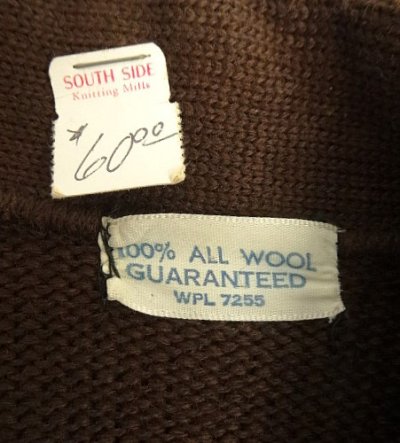 SOUTH SIDE
Knitting Mills
$60.00
100% ALL WOOL
GUARANTEED
WPL 7255